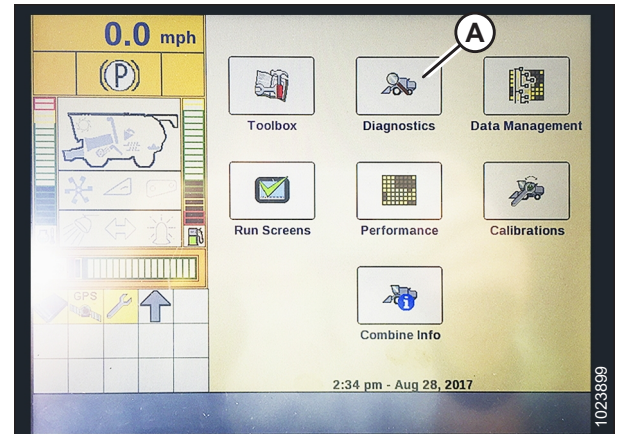 0.0 mph
(P)
A
Toolbox
Diagnostics
Data Management
Run Screens
Performance
Calibrations
GPS
i
Combine Info
2:34 pm - Aug 28, 2017
1023899